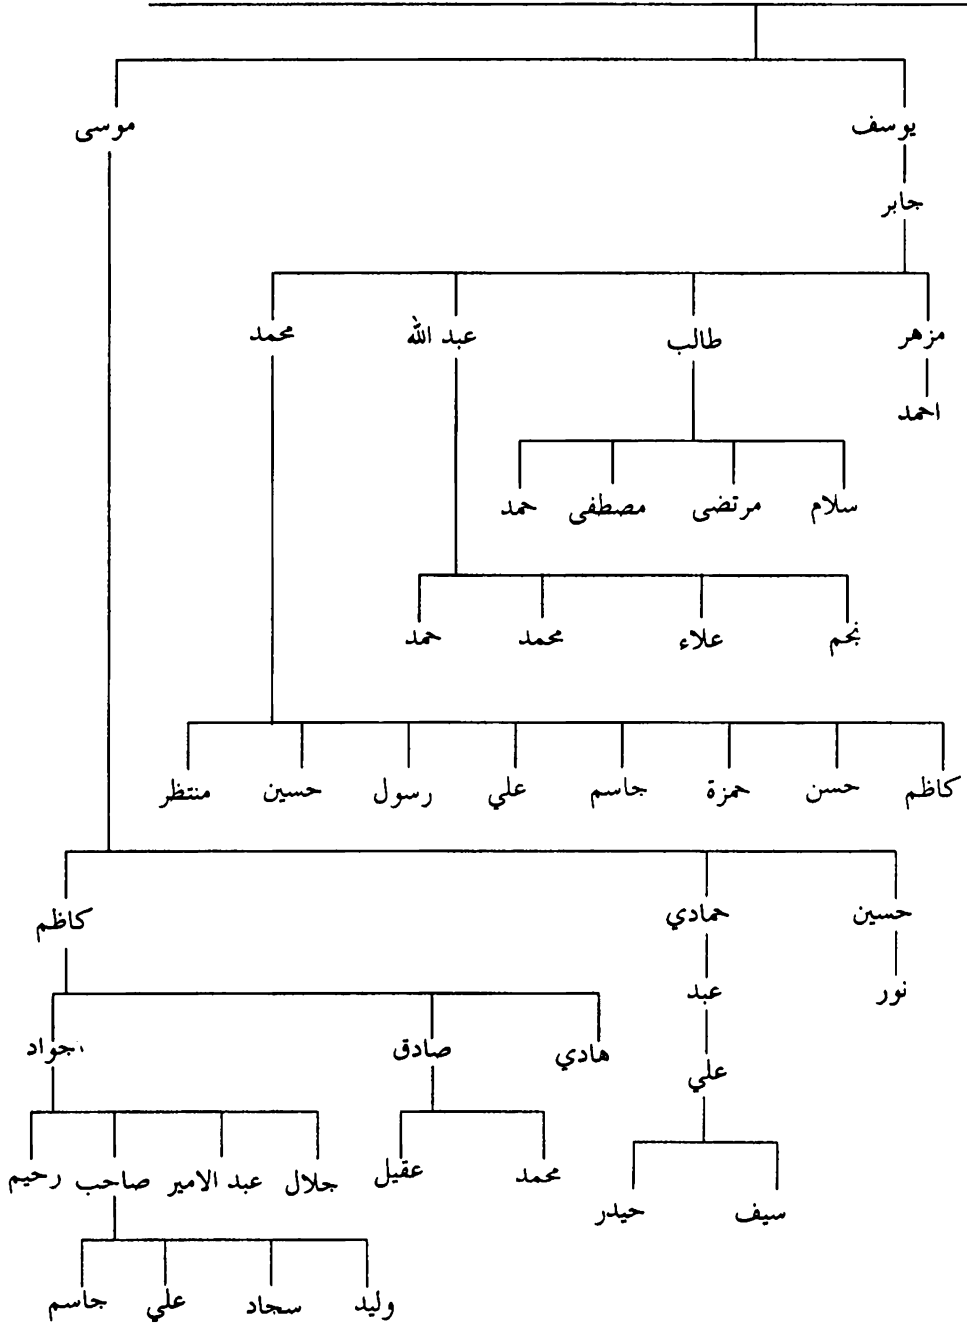 يوسف موسى
جابر
مزهر طالب عبد الله محمد
احمد
سلام مرتضى مصطفى حمد
نجم علاء محمد حمد
كاظم حسن حمزة جاسم علي رسول حسين منتظر
حسين حمادي كاظم
نور عبد
هادي صادق جواد
علي
محمد عقيل جلال عبد الامير صاحب رحيم
سيف حيدر
وليد سجاد علي جاسم